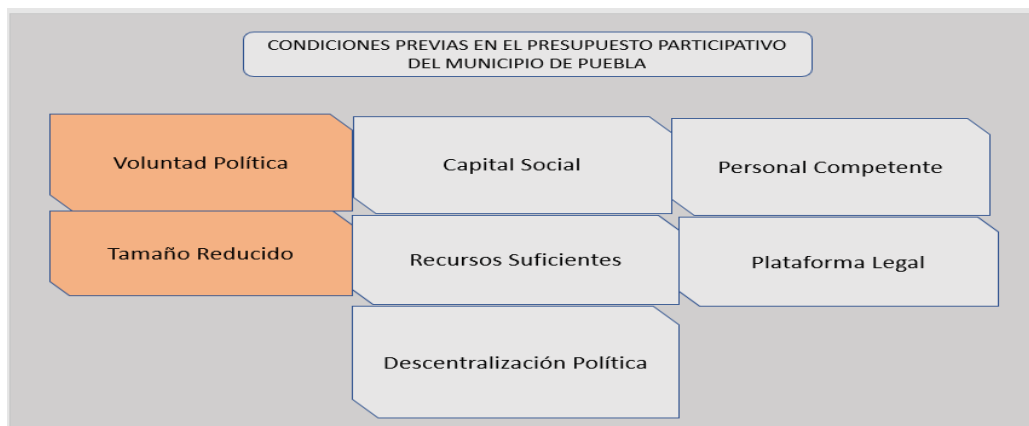 CONDICIONES PREVIAS EN EL PRESUPUESTO PARTICIPATIVO
DEL MUNICIPIO DE PUEBLA
Voluntad Política
Capital Social
Personal Competente
Tamaño Reducido
Recursos Suficientes
Plataforma Legal
Descentralización Política